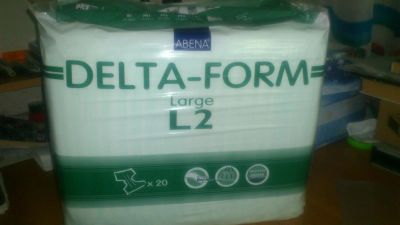 ABENA
DELTA-FORM
Large
L2
x 20